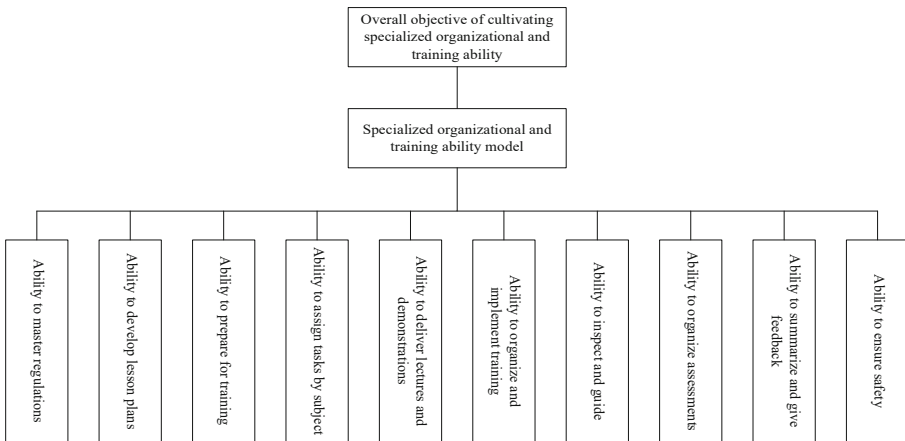 Overall objective of cultivating
specialized organizational and
training ability
Specialized organizational and
training ability model
Ability to master regulations
Ability to develop lesson plans
Ability to prepare for training
Ability to assign tasks by subject
Ability to deliver lectures and
demonstrations
Ability to organize and
implement training
Ability to inspect and guide
Ability to organize assessments
Ability to summarize and give
feedback
Ability to ensure safety